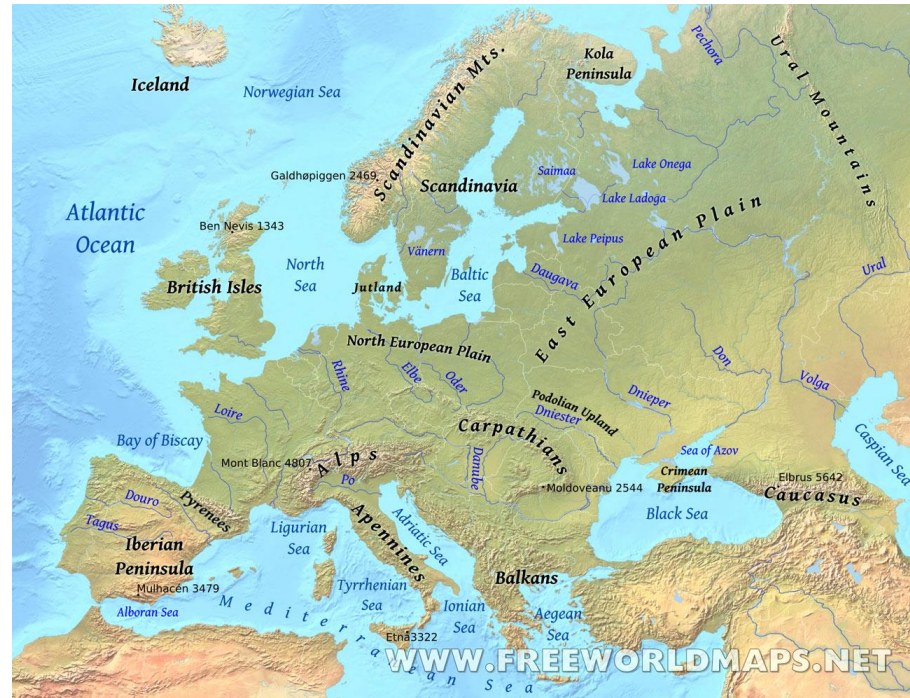 Pechora
Ural Mountains
Kola
Peninsula
Iceland
Norwegian Sea
Scandinavian Mts.
Galdhøpiggen 2469
Saimaa
Lake Onega
Scandinavia
Lake Ladoga
Atlantic
Ocean
Ben Nevis 1343
Vänern
Lake Peipus
East European Plain
North
Sea
Baltic
Sea
Daugava
Ural
British Isles
Jutland
North European Plain
Rhine
Elbe
Oder
Don
Volga
Dnieper
Podolian Upland
Dniester
Loire
Carpathians
Bay of Biscay
Sea of Azov
Caspian Sea
Mont Blanc 4807
Alps
Po
Danube
Moldoveanu 2544
Crimean
Peninsula
Elbrus 5642
Caucasus
Douro
Pyrenees
Tagus
Ligurian
Sea
Apennines
Adriatic Sea
Black Sea
Iberian
Peninsula
Mulhacén 3479
Tyrrhenian
Sea
Balkans
Alboran Sea
Mediterranean Sea
Ionian
Sea
Aegean
Sea
Etna3322
WWW.FREEWORLDMAPS.NET